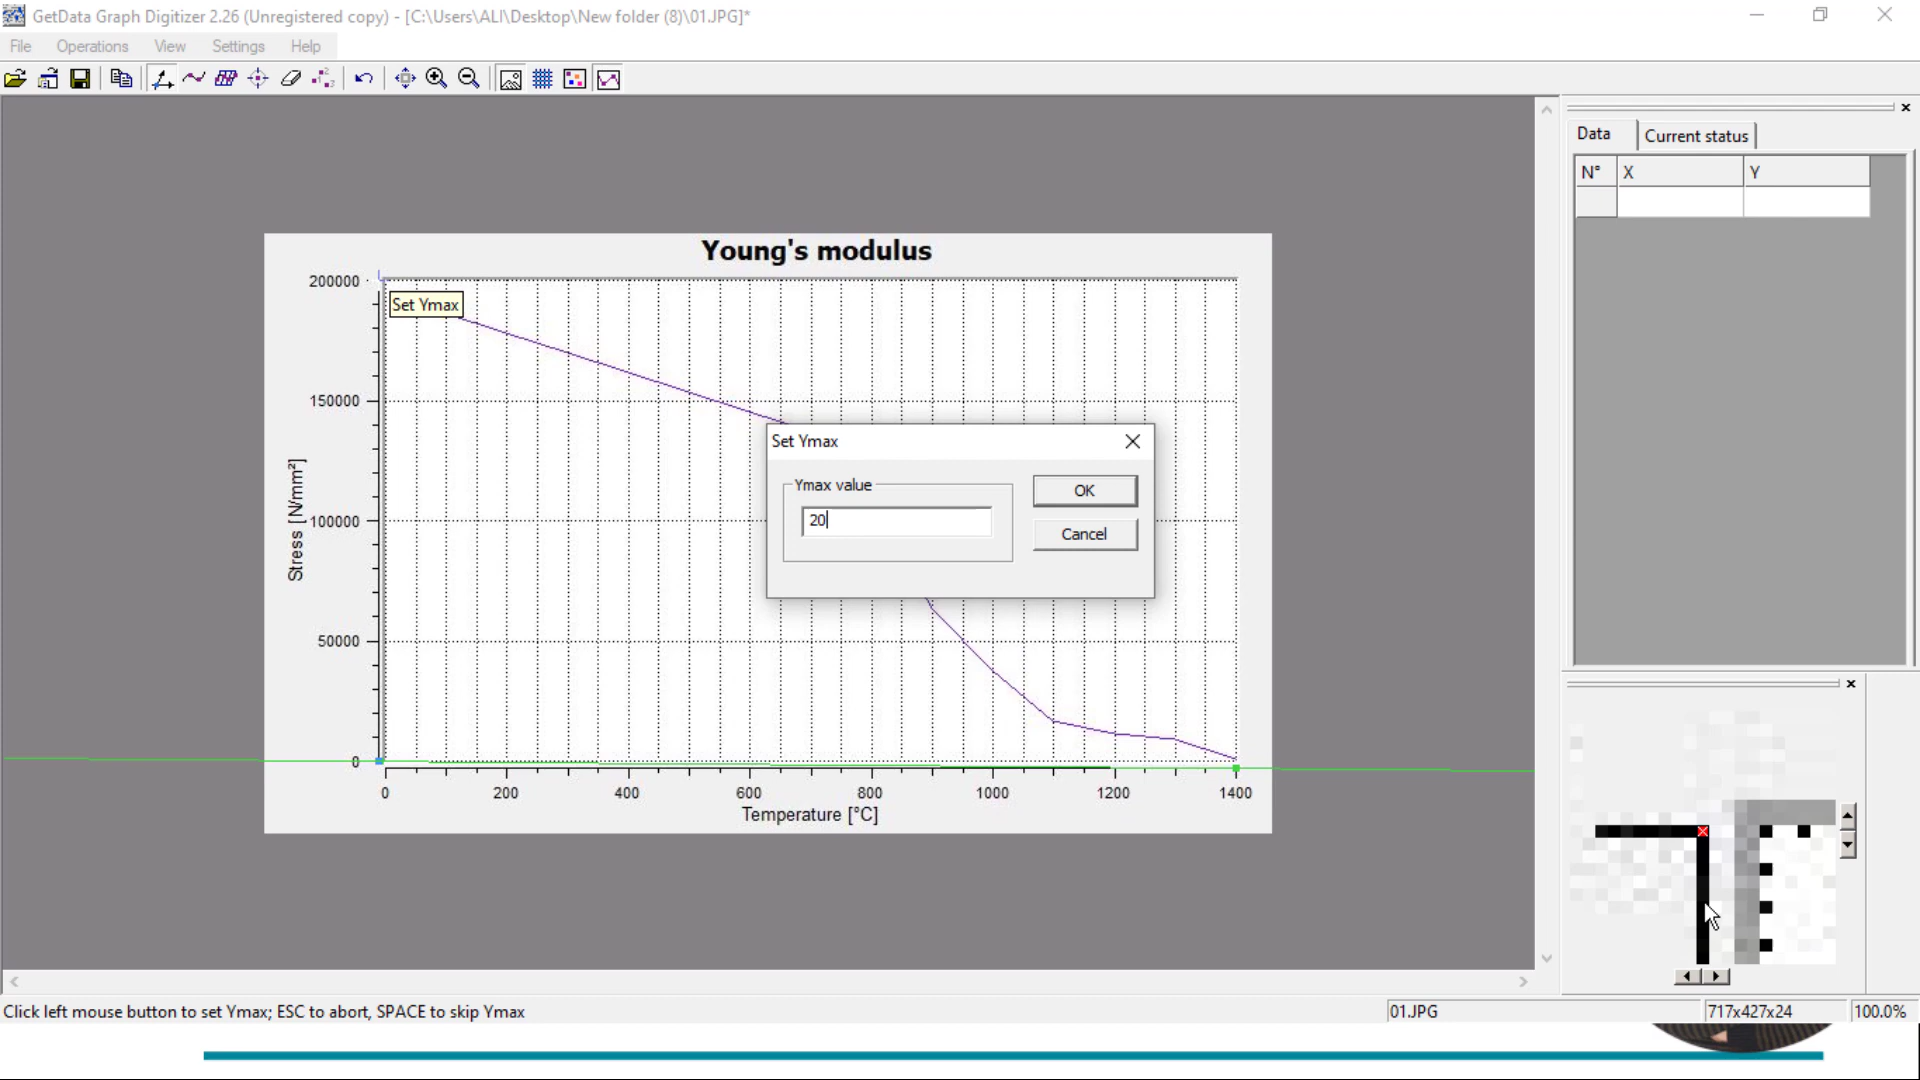 GetData Graph Digitizer 2.26 (Unregistered copy) - [C:\Users\ALI\Desktop\New folder (8)\01.JPG]*
File Operations View Settings Help
Data Current status
N° X Y
Young's modulus
200000
Set Ymax
150000
100000
50000
0
Stress [N/mm²]
Set Ymax
Ymax value
20
OK
Cancel
0 200 400 600 800 1000 1200 1400
Temperature [°C]
Click left mouse button to set Ymax; ESC to abort, SPACE to skip Ymax
01.JPG
717x427x24
100.0%